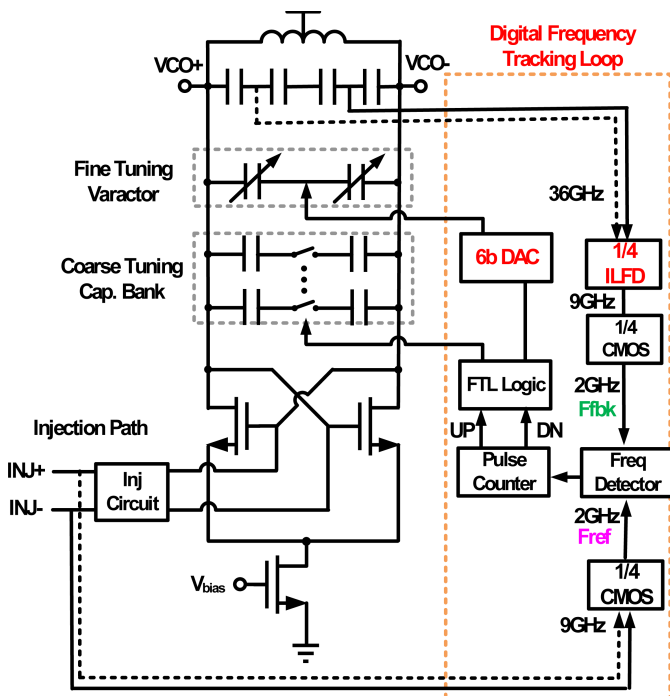 Digital Frequency
Tracking Loop
VCO+
VCO-
Fine Tuning
Varactor
36GHz
6b DAC
1/4
ILFD
Coarse Tuning
Cap. Bank
9GHz
1/4
CMOS
FTL Logic
2GHz
Ffbk
Injection Path
UP
DN
INJ+
INJ-
Inj
Circuit
Pulse
Counter
Freq
Detector
2GHz
Fref
Vbias
1/4
CMOS
9GHz